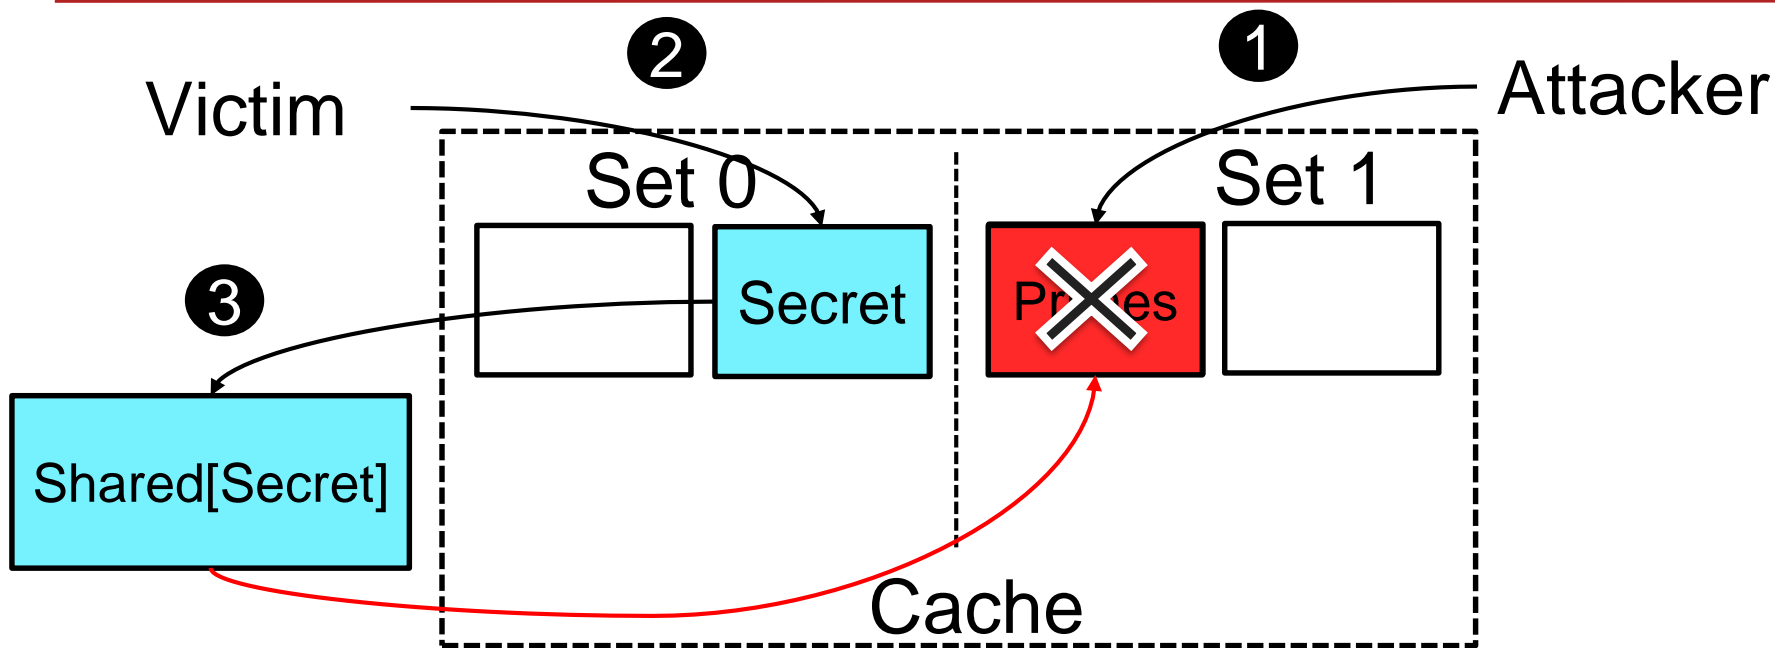 2
1
Victim
Attacker
Set 0
Set 1
3
Secret
Shared[Secret]
Cache